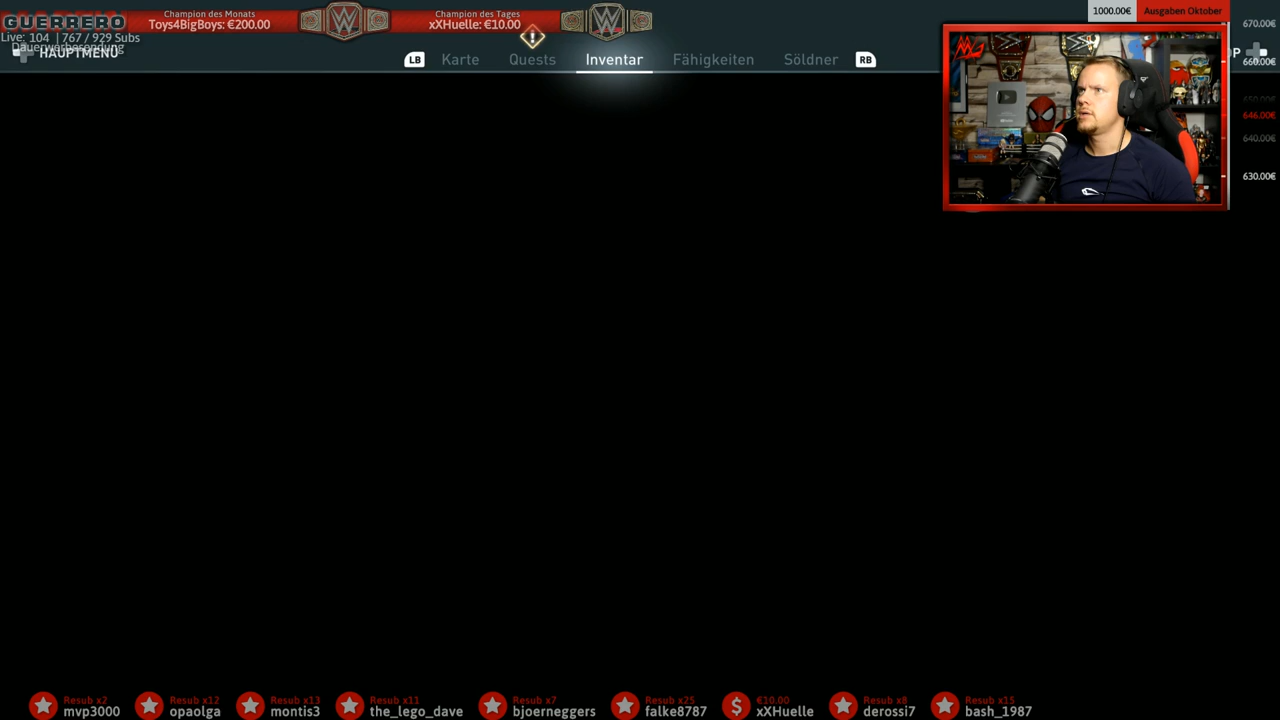 GUERRERO
Live: 104 | 767 / 929 Subs
Dauerwerbesendung
HAUPTMENÜ
Champion des Monats
Toys4BigBoys: €200.00
Champion des Tages
xXHuelle: €10.00
LB
Karte
Quests
Inventar
Fähigkeiten
Söldner
RB
1000.00€
Ausgaben Oktober
670.00€
660.00€
650.00€
646.00€
640.00€
630.00€
Resub x2
mvp3000
Resub x12
opaolga
Resub x13
montis3
Resub x11
the_lego_dave
Resub x7
bjoerneggers
Resub x25
falke8787
€10.00
xXHuelle
Resub x8
derossi7
Resub x15
bash_1987